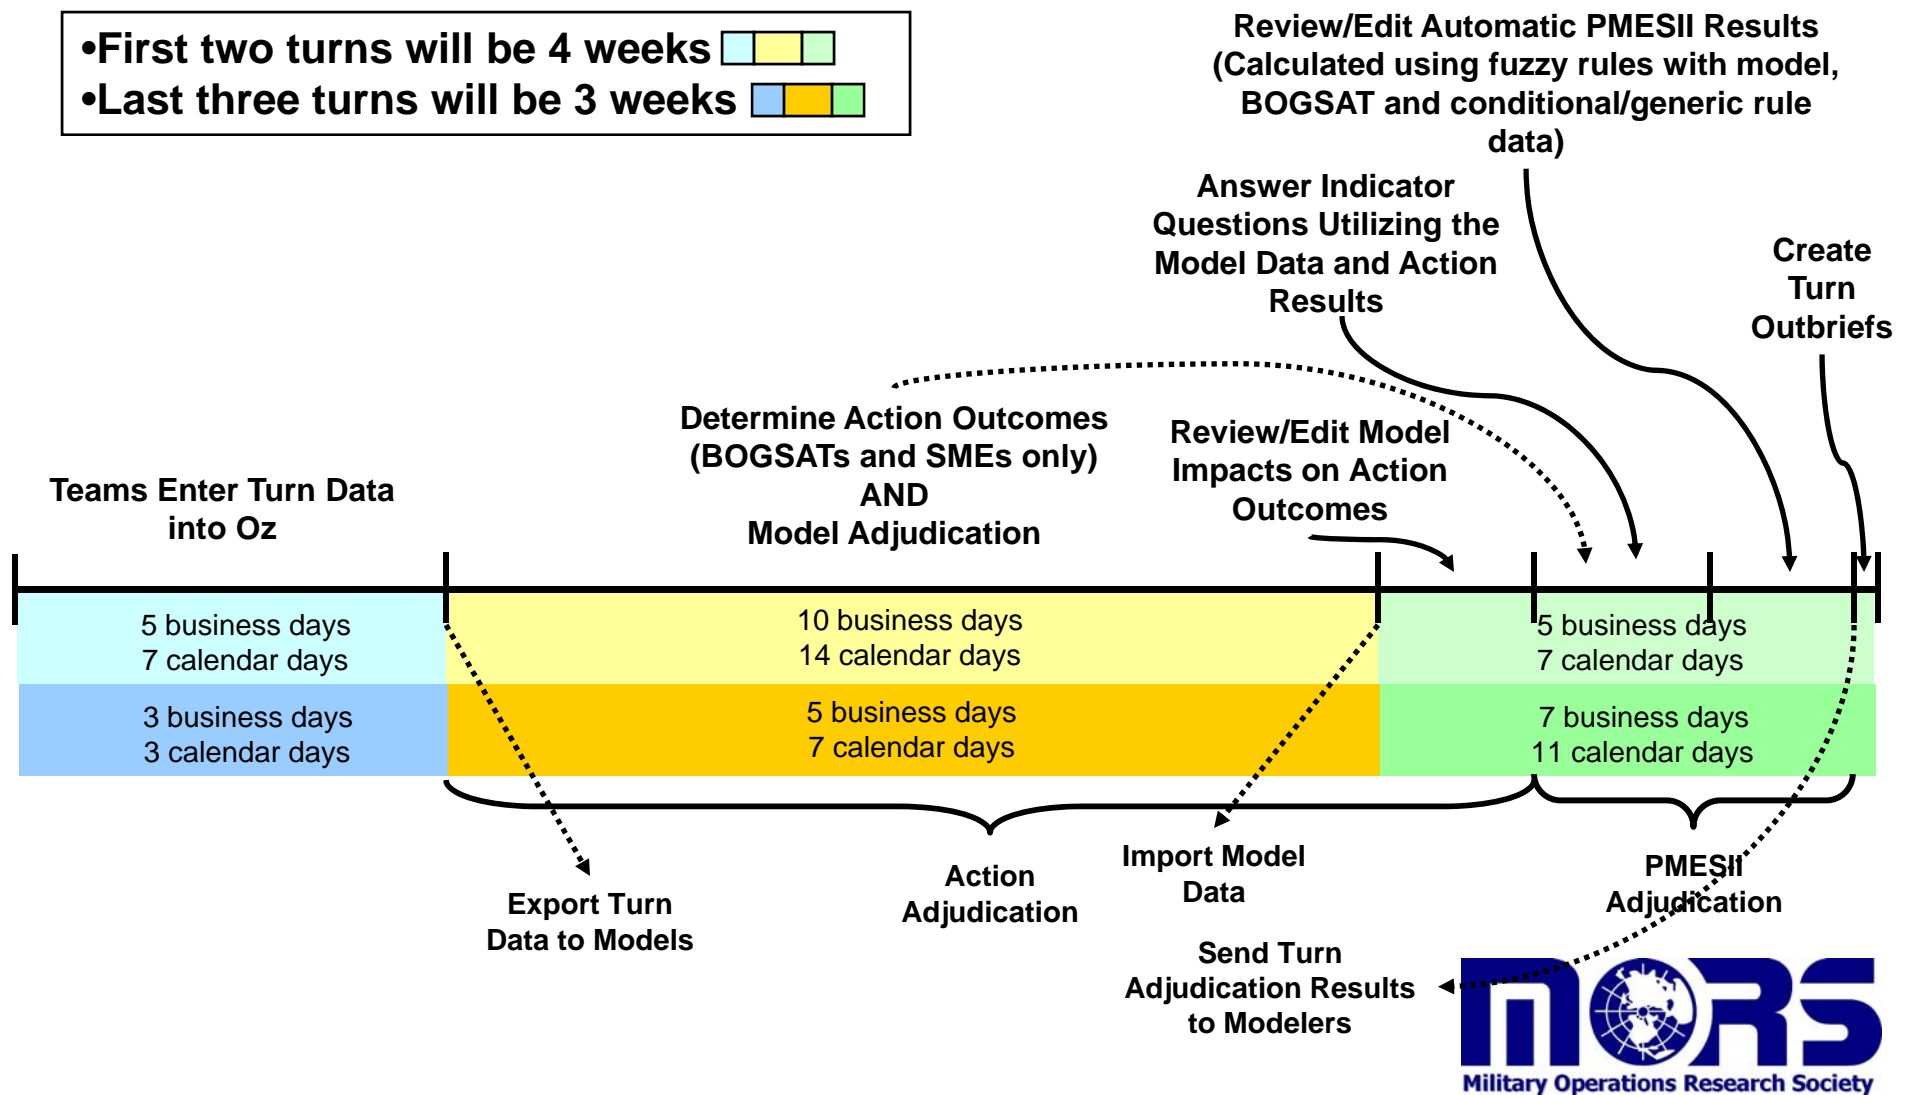 •First two turns will be 4 weeks
•Last three turns will be 3 weeks
Review/Edit Automatic PMESII Results
(Calculated using fuzzy rules with model,
BOGSAT and conditional/generic rule
data)
Answer Indicator
Questions Utilizing the
Model Data and Action
Results
Create
Turn
Outbriefs
Determine Action Outcomes
(BOGSATs and SMEs only)
AND
Model Adjudication
Review/Edit Model
Impacts on Action
Outcomes
Teams Enter Turn Data
into Oz
5 business days
7 calendar days
10 business days
14 calendar days
5 business days
7 calendar days
3 business days
3 calendar days
5 business days
7 calendar days
7 business days
11 calendar days
Export Turn
Data to Models
Action
Adjudication
Import Model
Data
PMESII
Adjudication
Send Turn
Adjudication Results
to Modelers
MORS
Military Operations Research Society